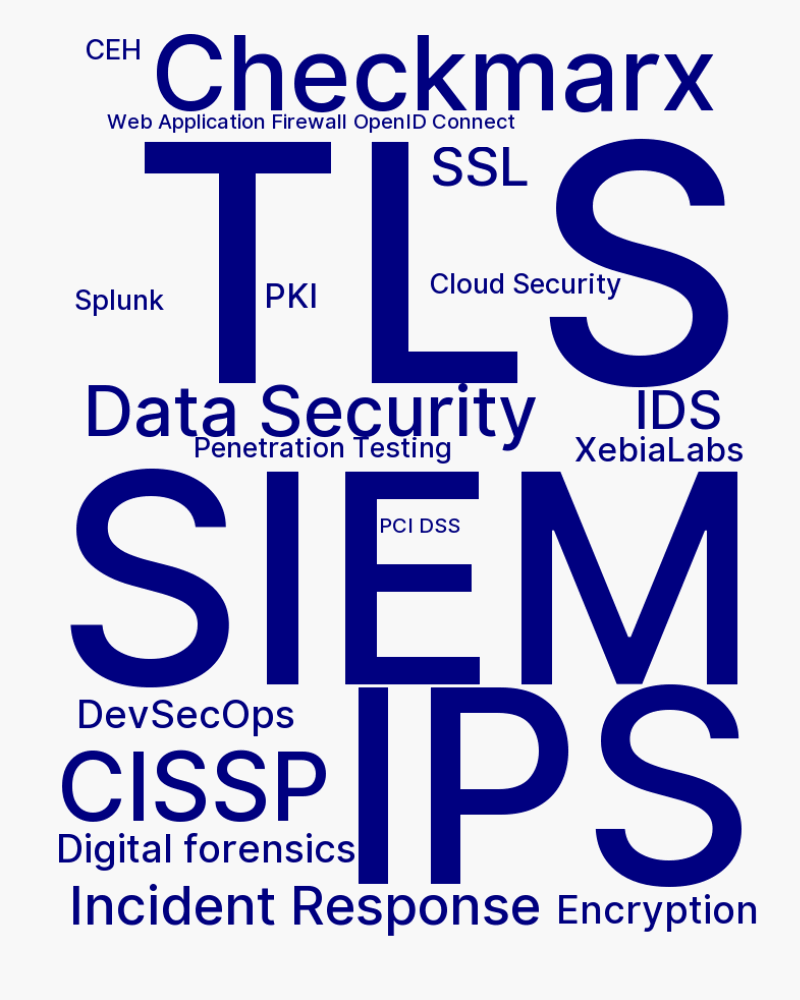 CEH
Checkmarx
Web Application Firewall
OpenID Connect
TLS
SSL
Cloud Security
Splunk
PKI
Data Security
IDS
Penetration Testing
XebiaLabs
SIEM
PCI DSS
DevSecOps
IPS
CISSP
Digital forensics
Incident Response
Encryption